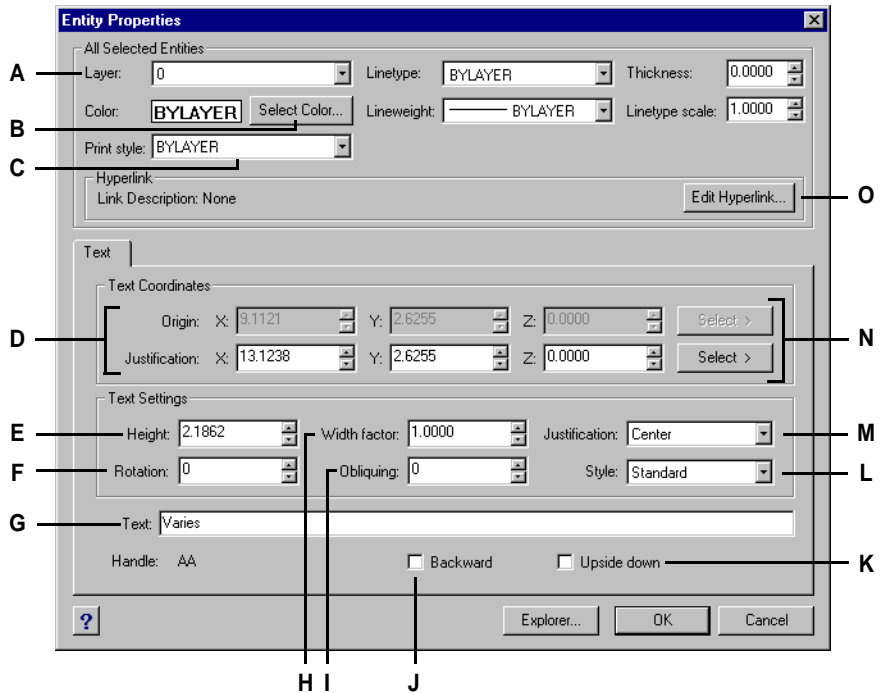 Entity Properties
All Selected Entities
A Layer: 0 Linetype: BYLAYER Thickness: 0.0000
Color: BYLAYER Select Color... Lineweight: BYLAYER Linetype scale: 1.0000
B
Print style: BYLAYER
C
Hyperlink
Link Description: None Edit Hyperlink... O
Text
Text Coordinates
Origin: X: 9.1121 Y: 2.6255 Z: 0.0000 Select >
D N
Justification: X: 13.1238 Y: 2.6255 Z: 0.0000 Select >
Text Settings
E Height: 2.1862 Width factor: 1.0000 Justification: Center M
F Rotation: 0 Obliquing: 0 Style: Standard L
G Text: Varies
Handle: AA Backward Upside down K
? Explorer... OK Cancel
H I J